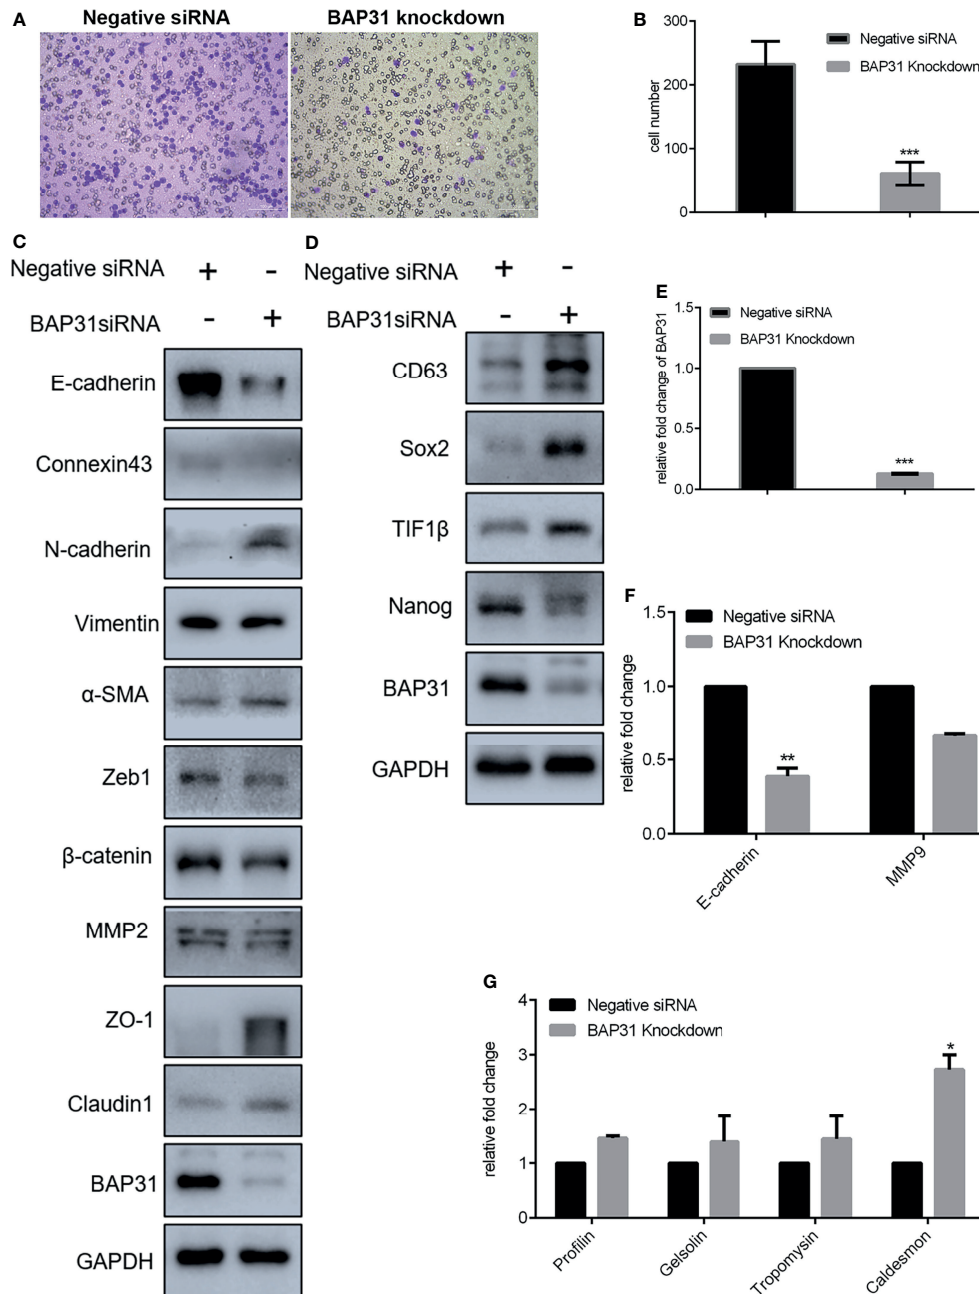 A
Negative siRNA
BAP31 knockdown
B
cell number
300
200
100
0
Negative siRNA
BAP31 Knockdown
***
C
Negative siRNA + -
BAP31siRNA - +
E-cadherin
Connexin43
N-cadherin
Vimentin
α-SMA
Zeb1
β-catenin
MMP2
ZO-1
Claudin1
BAP31
GAPDH
D
Negative siRNA + -
BAP31siRNA - +
CD63
Sox2
TIF1β
Nanog
BAP31
GAPDH
E
relative fold change of BAP31
1.5
1.0
0.5
0.0
Negative siRNA
BAP31 Knockdown
***
F
relative fold change
1.5
1.0
0.5
0.0
Negative siRNA
BAP31 Knockdown
**
E-cadherin
MMP9
G
relative fold change
4
3
2
1
0
Negative siRNA
BAP31 Knockdown
*
Profilin
Gelsolin
Tropomysin
Caldesmon